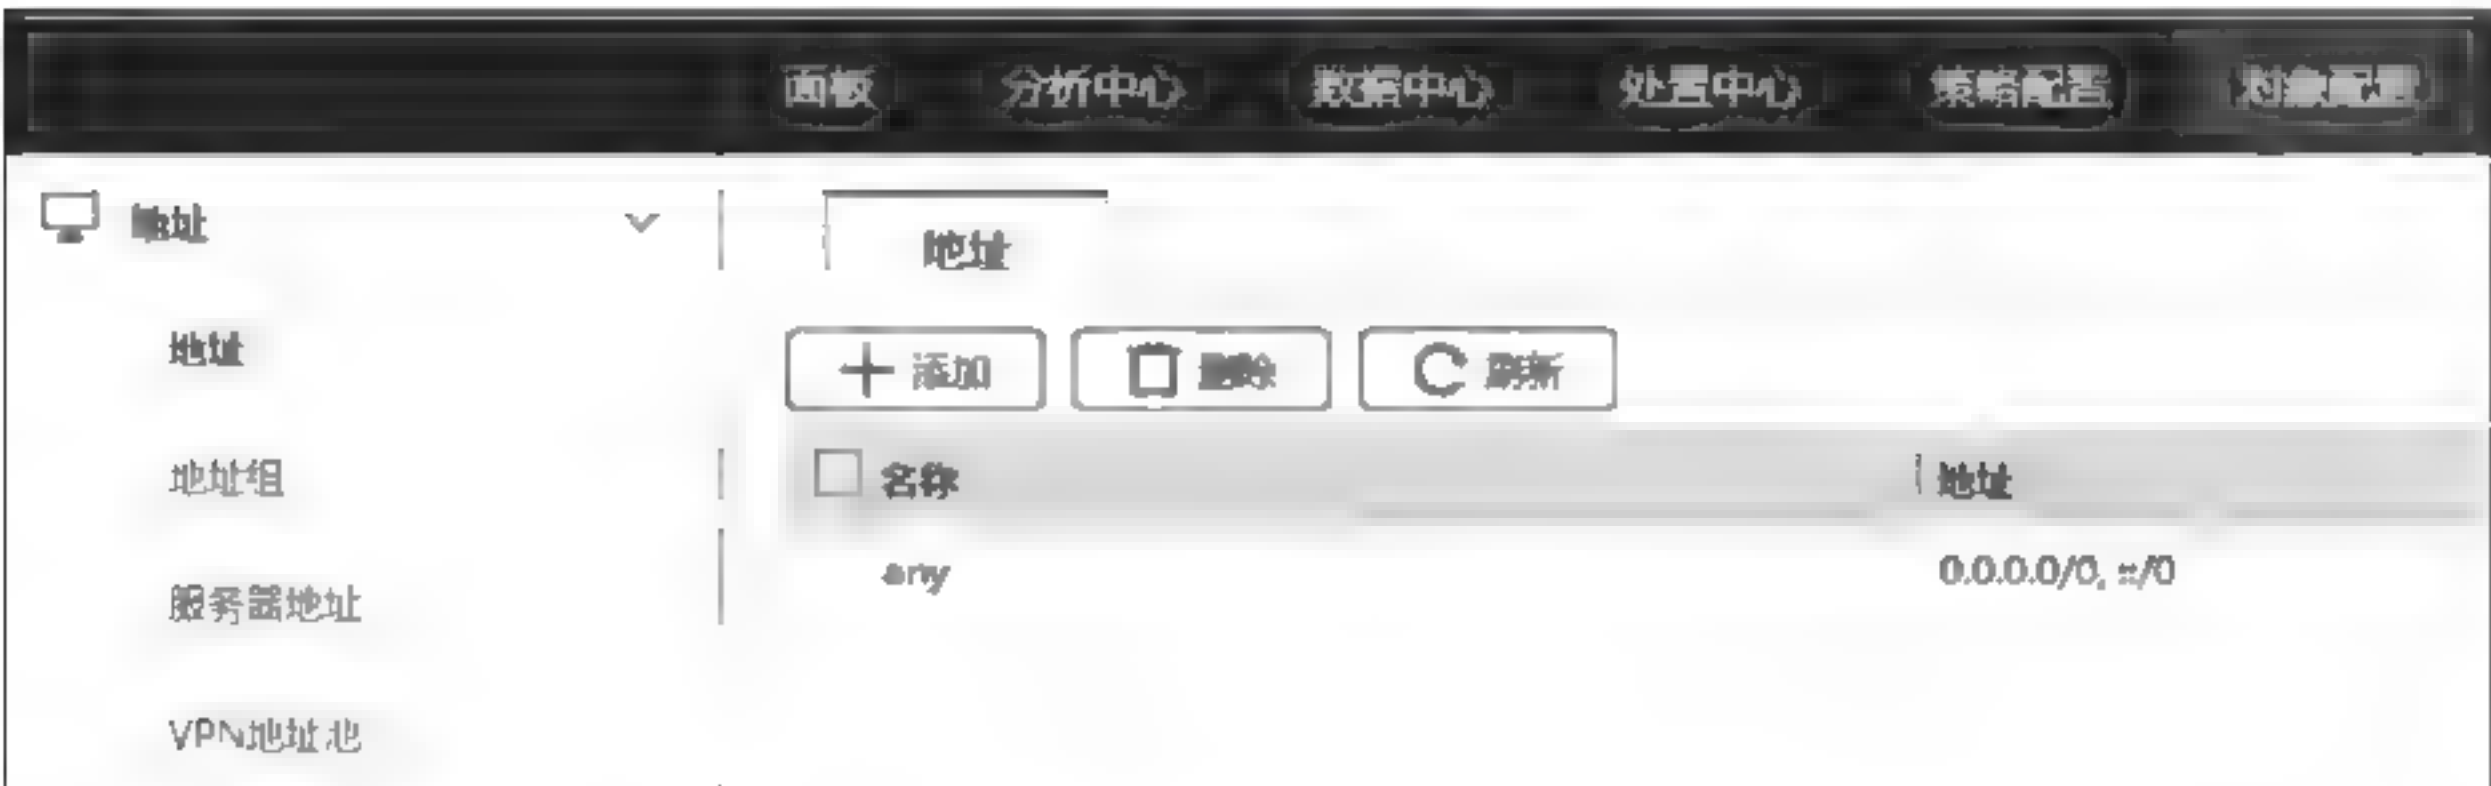 面板 分析中心 数据中心 处置中心 策略配置 对象配置
地址
地址
地址组
服务器地址
VPN地址池
地址
添加 删除 刷新
名称 地址
any 0.0.0.0/0, ::/0